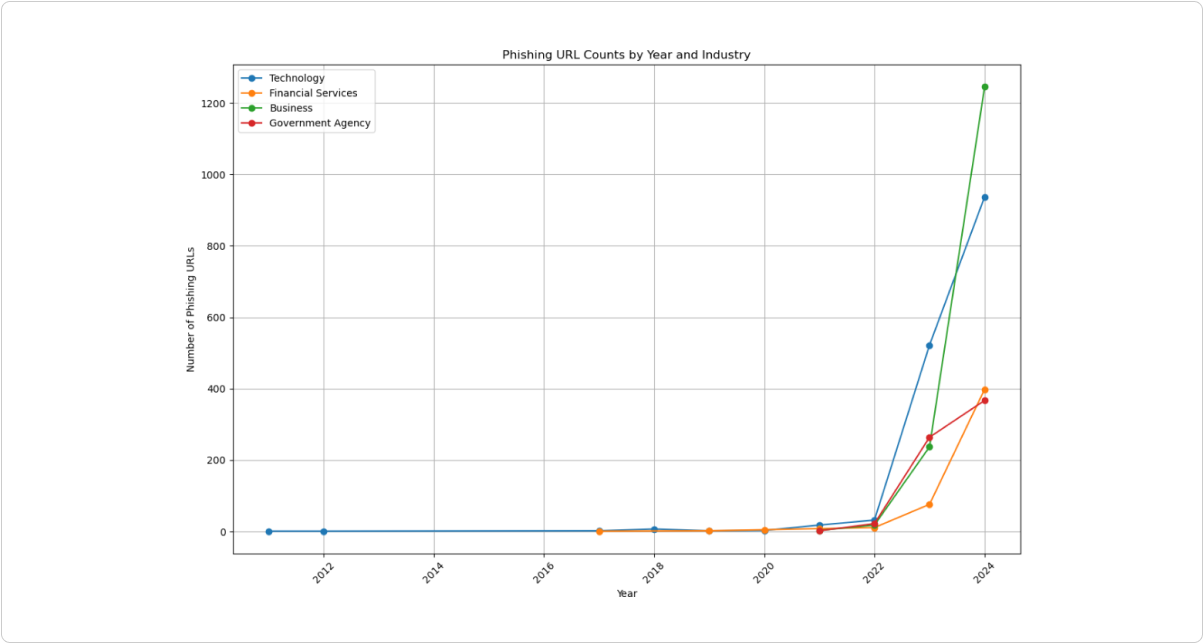 Phishing URL Counts by Year and Industry
Technology
Financial Services
Business
Government Agency
1200
1000
800
600
400
200
0
Number of Phishing URLs
2012
2014
2016
2018
2020
2022
2024
Year